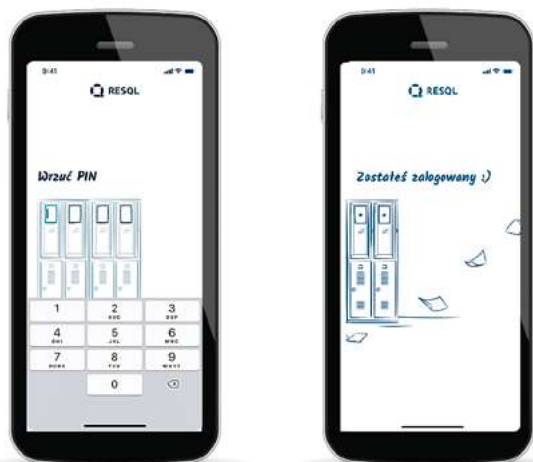 9:41
RESQL
Wrzuć PIN
1
2
ABC
3
DEF
4
GHI
5
JKL
6
MNO
7
PQRS
8
TUV
9
WXYZ
0
9:41
RESQL
Zostałeś zalogowany :)